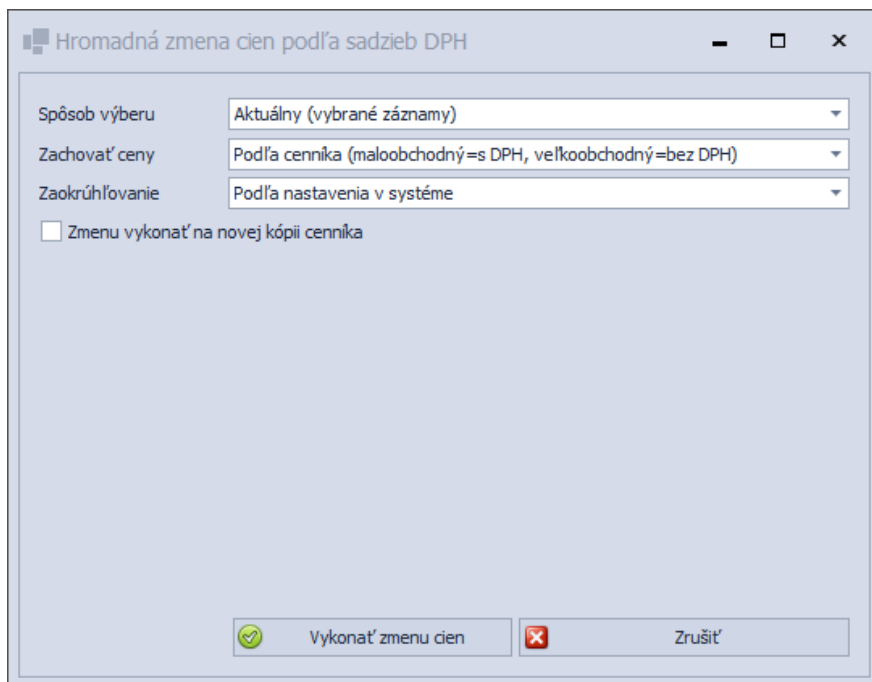 Hromadná zmena cien podľa sadzieb DPH
Spôsob výberu Aktuálny (vybrané záznamy)
Zachovať ceny Podľa cenníka (maloobchodný=s DPH, veľkoobchodný=bez DPH)
Zaokrúhľovanie Podľa nastavenia v systéme
Zmenu vykonať na novej kópii cenníka
Vykonať zmenu cien Zrušiť